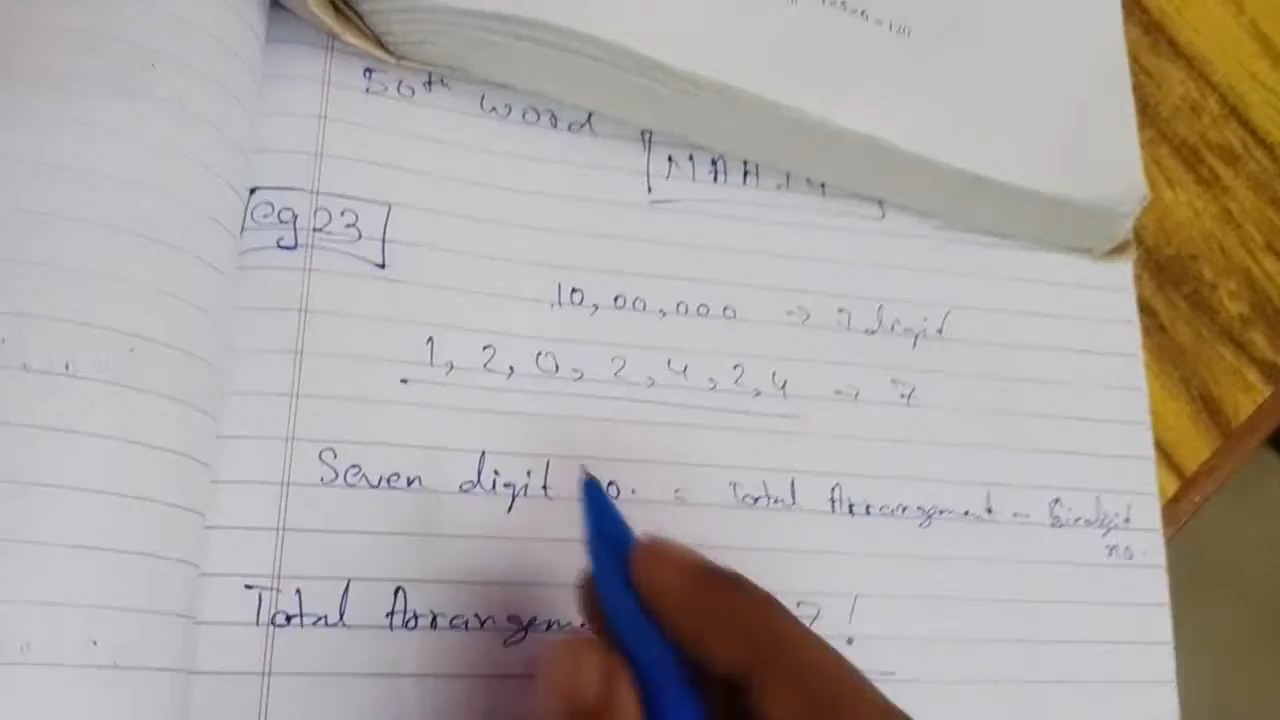 50th word
eg 23
10,00,000 → 7 digit
1, 2, 0, 2, 4, 2, 4 → 7
Seven digit no. = Total Arrangement - Six digit
no.
Total Arrangem 7!